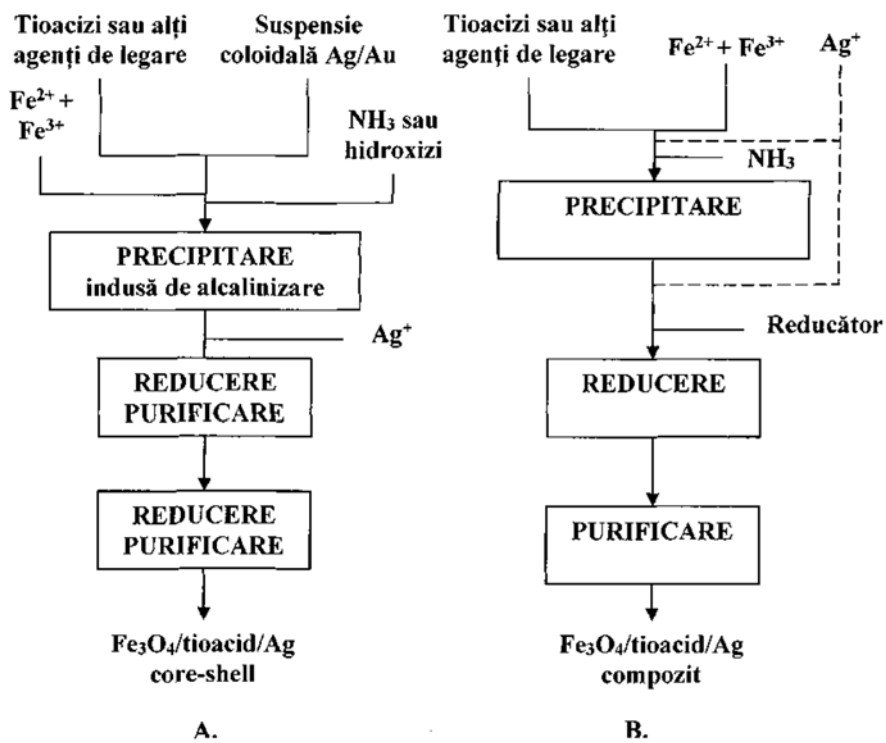 Tioacizi sau alți
agenți de legare
Suspensie
coloidală Ag/Au
Fe²⁺ +
Fe³⁺
NH₃ sau
hidroxizi
PRECIPITARE
indusă de alcalinizare
Ag⁺
REDUCERE
PURIFICARE
REDUCERE
PURIFICARE
Fe₃O₄/tioacid/Ag
core-shell
A.
Tioacizi sau alți
agenți de legare
Fe²⁺ + Fe³⁺
Ag⁺
NH₃
PRECIPITARE
Reducător
REDUCERE
PURIFICARE
Fe₃O₄/tioacid/Ag
compozit
B.